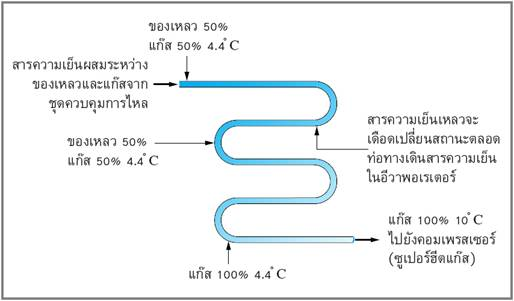 ของเหลว 50%
แก๊ส 50% 4.4°C
สารความเย็นผสมระหว่าง
ของเหลวและแก๊สจาก
ชุดควบคุมการไหล
ของเหลว 50%
แก๊ส 50% 4.4°C
สารความเย็นเหลวจะ
เดือดเปลี่ยนสถานะตลอด
ท่อทางเดินสารความเย็น
ในอีวาพอเรเตอร์
แก๊ส 100% 10°C
ไปยังคอมเพรสเซอร์
(ซูเปอร์ฮีตแก๊ส)
แก๊ส 100% 4.4°C